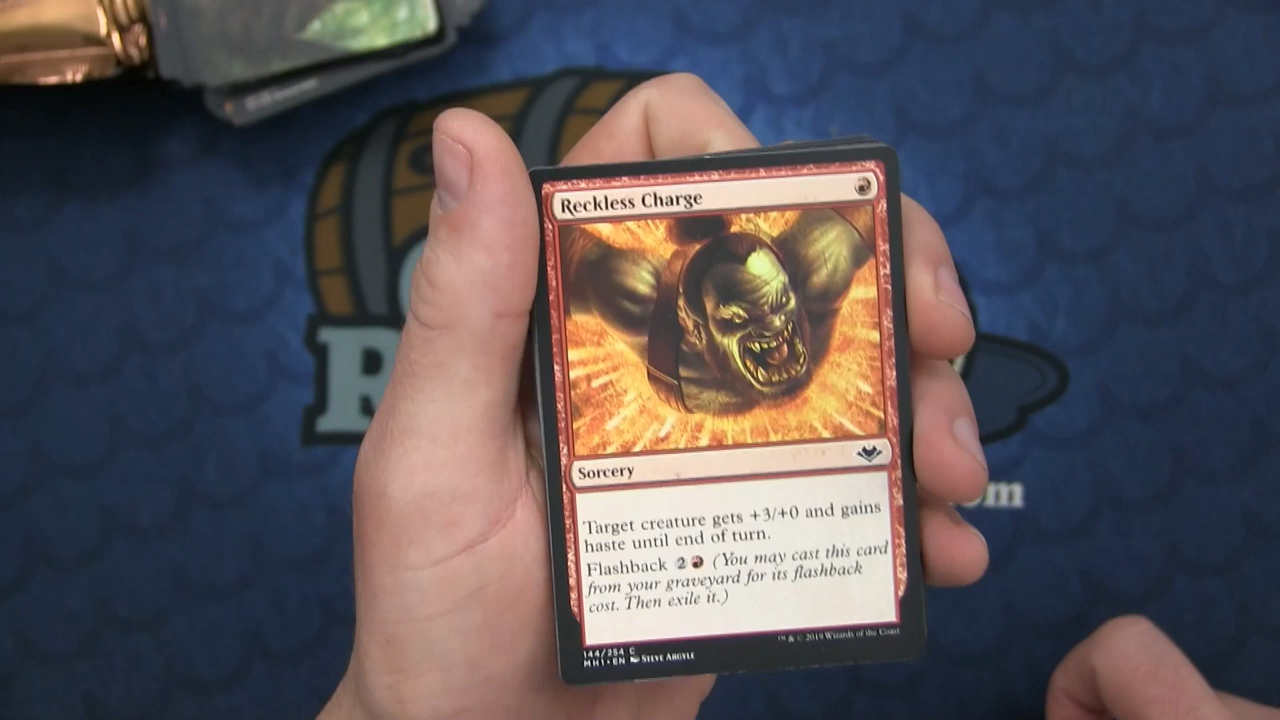 Reckless Charge
Sorcery
Target creature gets +3/+0 and gains
haste until end of turn.
Flashback 2 (You may cast this card
from your graveyard for its flashback
cost. Then exile it.)
™ & © 2019 Wizards of the Coast
144/254 C
MH1 • EN Steve Argyle
R
om